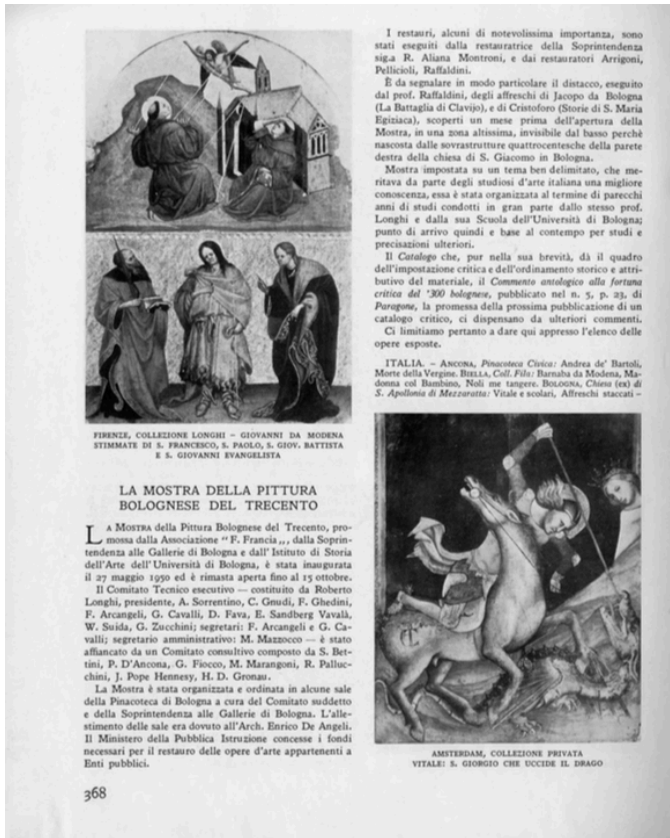 FIRENZE, COLLEZIONE LONGHI – GIOVANNI DA MODENA
STIMMATE DI S. FRANCESCO, S. PAOLO, S. GIOV. BATTISTA
E S. GIOVANNI EVANGELISTA
LA MOSTRA DELLA PITTURA
BOLOGNESE DEL TRECENTO
LA MOSTRA della Pittura Bolognese del Trecento, pro-
mossa dalla Associazione " F. Francia „, dalla Soprin-
tendenza alle Gallerie di Bologna e dall' Istituto di Storia
dell'Arte dell' Università di Bologna, è stata inaugurata
il 27 maggio 1950 ed è rimasta aperta fino al 15 ottobre.
Il Comitato Tecnico esecutivo — costituito da Roberto
Longhi, presidente, A. Sorrentino, C. Gnudi, F. Ghedini,
F. Arcangeli, G. Cavalli, D. Fava, E. Sandberg Vavalà,
W. Suida, G. Zucchini; segretari: F. Arcangeli e G. Ca-
valli; segretario amministrativo: M. Mazzocco — è stato
affiancato da un Comitato consultivo composto da S. Bet-
tini, P. D'Ancona, G. Fiocco, M. Marangoni, R. Palluc-
chini, J. Pope Hennesy, H. D. Gronau.
La Mostra è stata organizzata e ordinata in alcune sale
della Pinacoteca di Bologna a cura del Comitato suddetto
e della Soprintendenza alle Gallerie di Bologna. L'alle-
stimento delle sale era dovuto all'Arch. Enrico De Angeli.
Il Ministero della Pubblica Istruzione concesse i fondi
necessari per il restauro delle opere d'arte appartenenti a
Enti pubblici.
368
I restauri, alcuni di notevolissima importanza, sono
stati eseguiti dalla restauratrice della Soprintendenza
sig.a R. Aliana Montroni, e dai restauratori Arrigoni,
Pellicioli, Raffaldini.
È da segnalare in modo particolare il distacco, eseguito
dal prof. Raffaldini, degli affreschi di Jacopo da Bologna
(La Battaglia di Clavijo), e di Cristoforo (Storie di S. Maria
Egiziaca), scoperti un mese prima dell'apertura della
Mostra, in una zona altissima, invisibile dal basso perchè
nascosta dalle sovrastrutture quattrocentesche della parete
destra della chiesa di S. Giacomo in Bologna.
Mostra impostata su un tema ben delimitato, che me-
ritava da parte degli studiosi d'arte italiana una migliore
conoscenza, essa è stata organizzata al termine di parecchi
anni di studi condotti in gran parte dallo stesso prof.
Longhi e dalla sua Scuola dell'Università di Bologna;
punto di arrivo quindi e base al contempo per studi e
precisazioni ulteriori.
Il Catalogo che, pur nella sua brevità, dà il quadro
dell'impostazione critica e dell'ordinamento storico e attri-
butivo del materiale, il Commento antologico alla fortuna
critica del '300 bolognese, pubblicato nel n. 5, p. 23, di
Paragone, la promessa della prossima pubblicazione di un
catalogo critico, ci dispensano da ulteriori commenti.
Ci limitiamo pertanto a dare qui appresso l'elenco delle
opere esposte.
ITALIA. – ANCONA, Pinacoteca Civica: Andrea de' Bartoli,
Morte della Vergine. BIELLA, Coll. Fila: Barnaba da Modena, Ma-
donna col Bambino, Noli me tangere. BOLOGNA, Chiesa (ex) di
S. Apollonia di Mezzaratta: Vitale e scolari, Affreschi staccati –
AMSTERDAM, COLLEZIONE PRIVATA
VITALE: S. GIORGIO CHE UCCIDE IL DRAGO